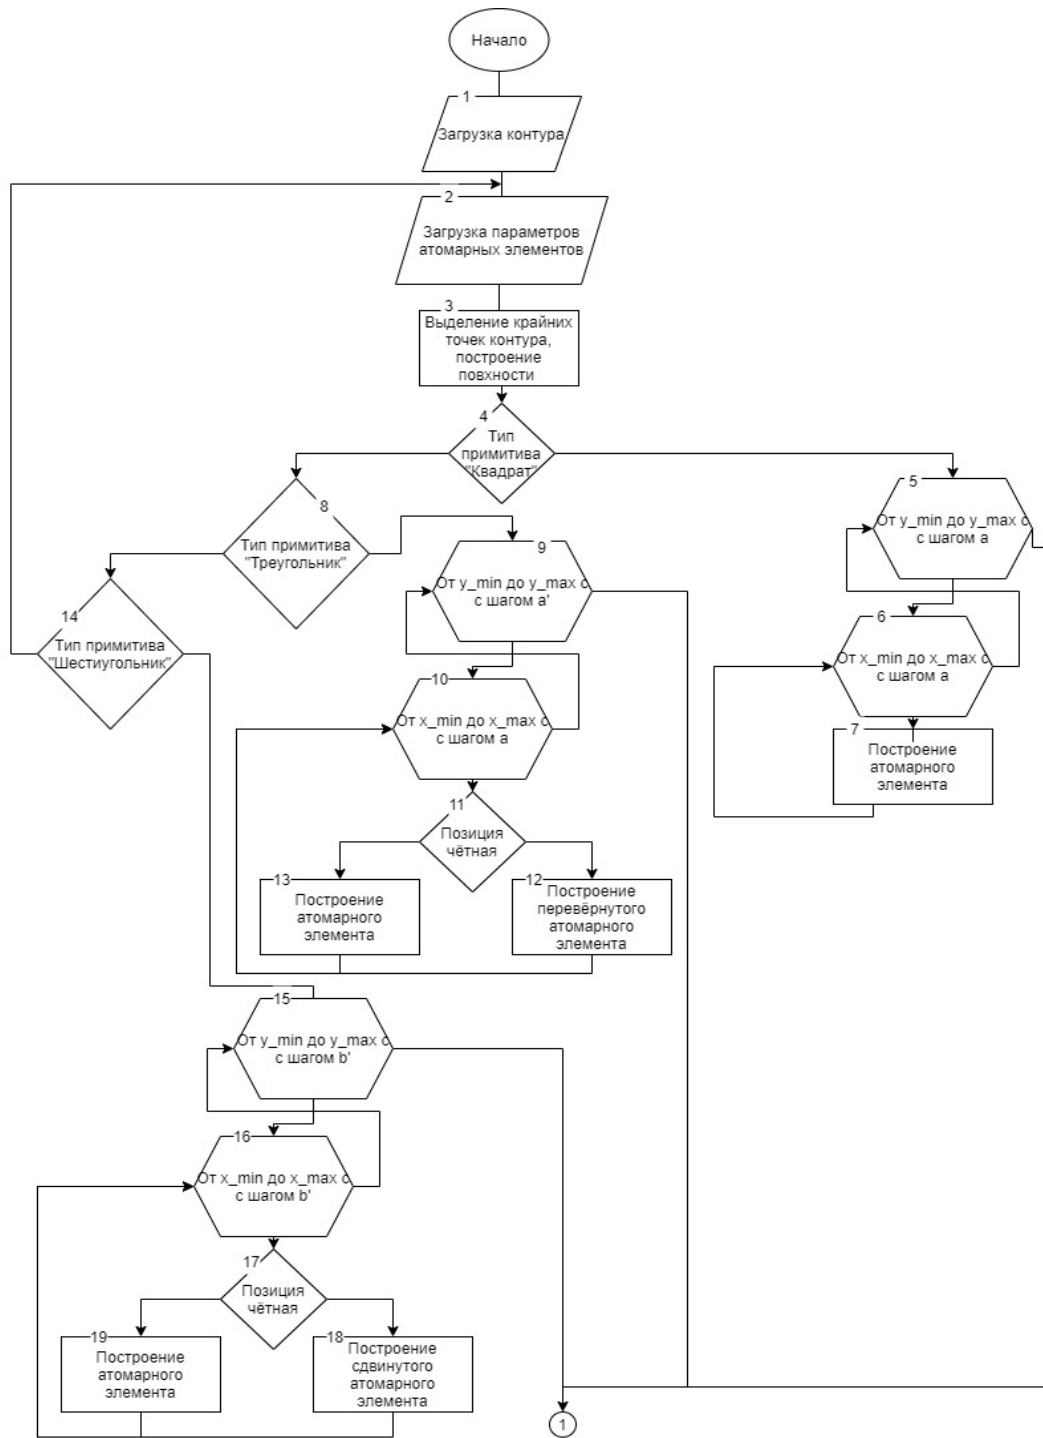 Начало
1
Загрузка контура
2
Загрузка параметров
атомарных элементов
3
Выделение крайних
точек контура,
построение
повхности
4
Тип
примитива
"Квадрат"
5
От y_min до y_max с
с шагом a
6
От x_min до x_max с
с шагом a
7
Построение
атомарного
элемента
8
Тип примитива
"Треугольник"
9
От y_min до y_max с
с шагом a'
10
От x_min до x_max с
с шагом a
11
Позиция
чётная
13
Построение
атомарного
элемента
12
Построение
перевёрнутого
атомарного
элемента
14
Тип примитива
"Шестиугольник"
15
От y_min до y_max с
с шагом b'
16
От x_min до x_max с
с шагом b'
17
Позиция
чётная
19
Построение
атомарного
элемента
18
Построение
сдвинутого
атомарного
элемента
1